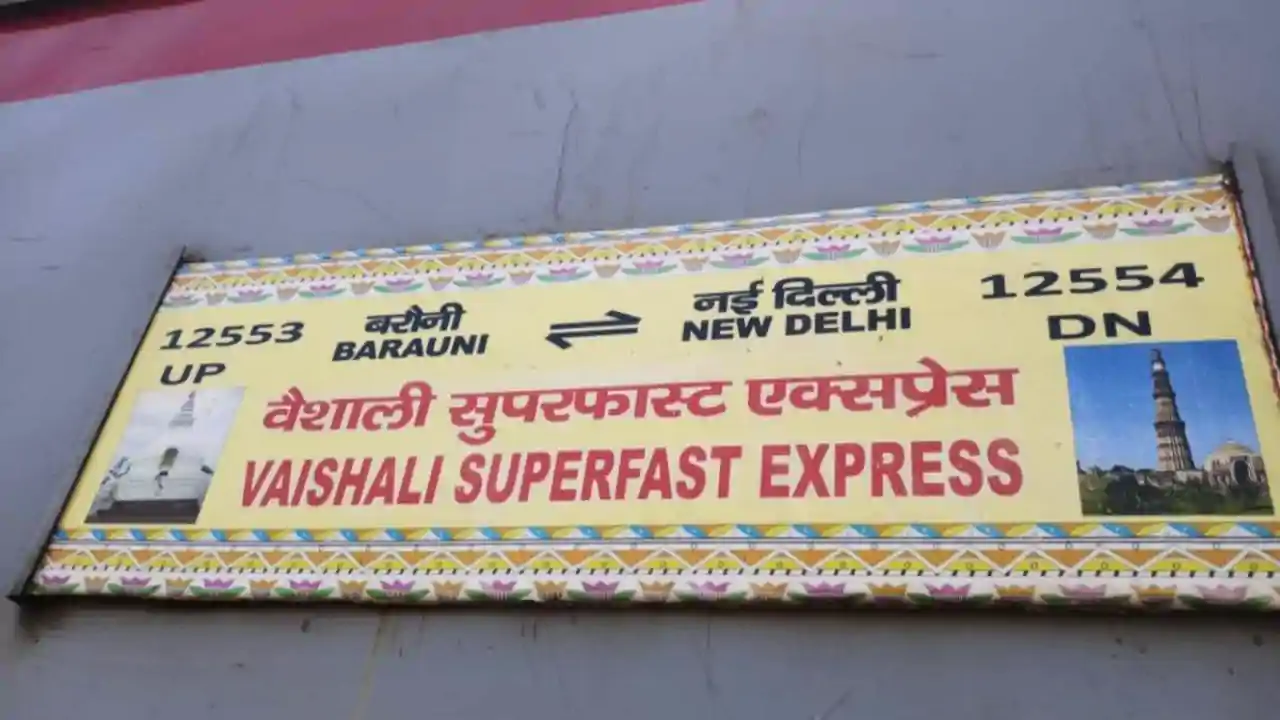 12553
UP
बरौनी
BARAUNI
नई दिल्ली
NEW DELHI
12554
DN
वैशाली सुपरफास्ट एक्सप्रेस
VAISHALI SUPERFAST EXPRESS